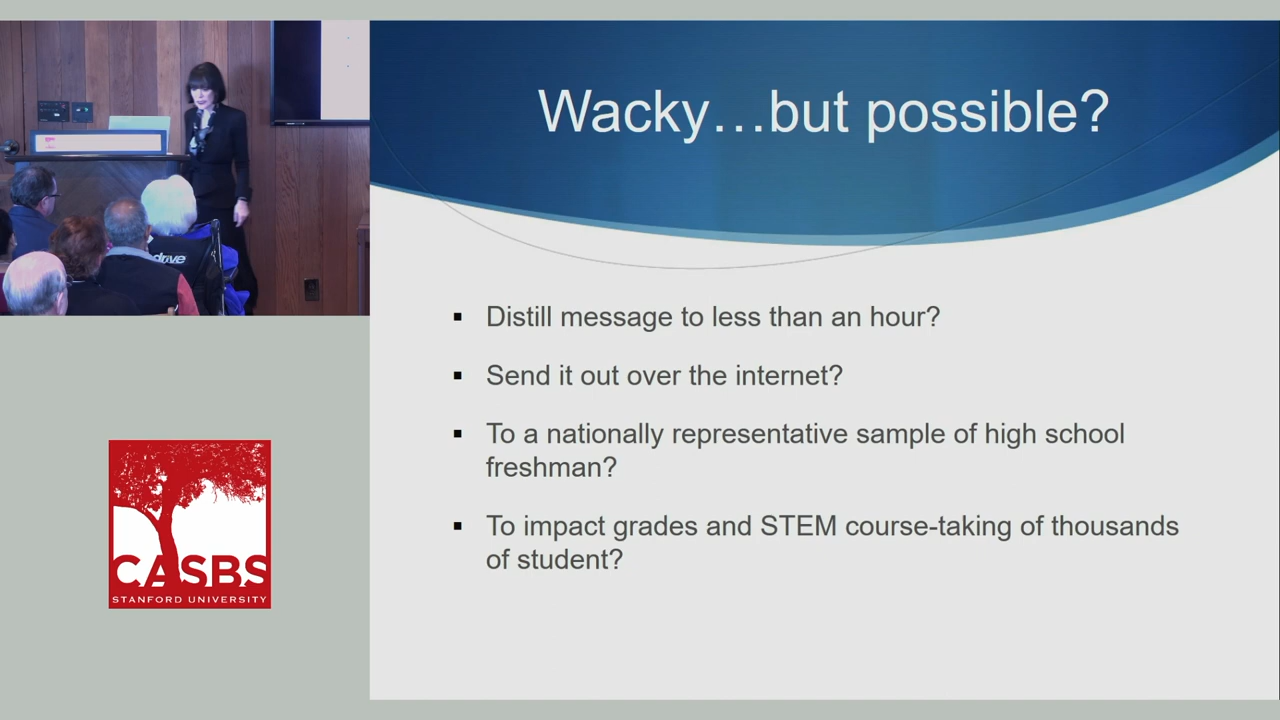 Wacky…but possible?
▪ Distill message to less than an hour?
▪ Send it out over the internet?
▪ To a nationally representative sample of high school
freshman?
▪ To impact grades and STEM course-taking of thousands
of student?
drive
CASBS
STANFORD UNIVERSITY